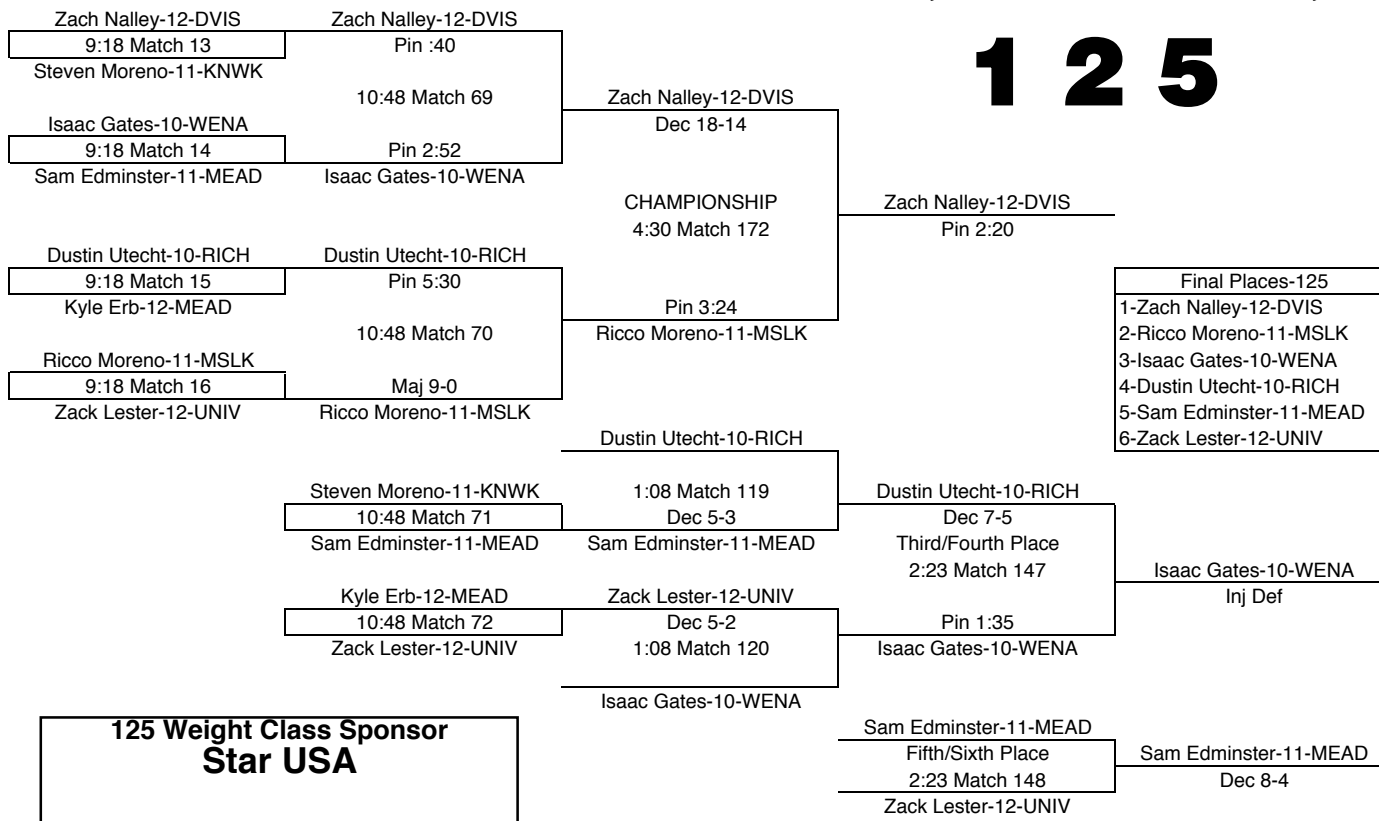 1 2 5
Zach Nalley-12-DVIS
9:18 Match 13
Steven Moreno-11-KNWK
Isaac Gates-10-WENA
9:18 Match 14
Sam Edminster-11-MEAD
Dustin Utecht-10-RICH
9:18 Match 15
Kyle Erb-12-MEAD
Ricco Moreno-11-MSLK
9:18 Match 16
Zack Lester-12-UNIV
Zach Nalley-12-DVIS
Pin :40
10:48 Match 69
Pin 2:52
Isaac Gates-10-WENA
Dustin Utecht-10-RICH
Pin 5:30
10:48 Match 70
Maj 9-0
Ricco Moreno-11-MSLK
Zach Nalley-12-DVIS
Dec 18-14
CHAMPIONSHIP
4:30 Match 172
Pin 3:24
Ricco Moreno-11-MSLK
Zach Nalley-12-DVIS
Pin 2:20
Final Places-125
1-Zach Nalley-12-DVIS
2-Ricco Moreno-11-MSLK
3-Isaac Gates-10-WENA
4-Dustin Utecht-10-RICH
5-Sam Edminster-11-MEAD
6-Zack Lester-12-UNIV
Steven Moreno-11-KNWK
10:48 Match 71
Sam Edminster-11-MEAD
Kyle Erb-12-MEAD
10:48 Match 72
Zack Lester-12-UNIV
Dustin Utecht-10-RICH
1:08 Match 119
Dec 5-3
Sam Edminster-11-MEAD
Zack Lester-12-UNIV
Dec 5-2
1:08 Match 120
Isaac Gates-10-WENA
Dustin Utecht-10-RICH
Dec 7-5
Third/Fourth Place
2:23 Match 147
Pin 1:35
Isaac Gates-10-WENA
Isaac Gates-10-WENA
Inj Def
Sam Edminster-11-MEAD
Fifth/Sixth Place
2:23 Match 148
Zack Lester-12-UNIV
Sam Edminster-11-MEAD
Dec 8-4
125 Weight Class Sponsor
Star USA